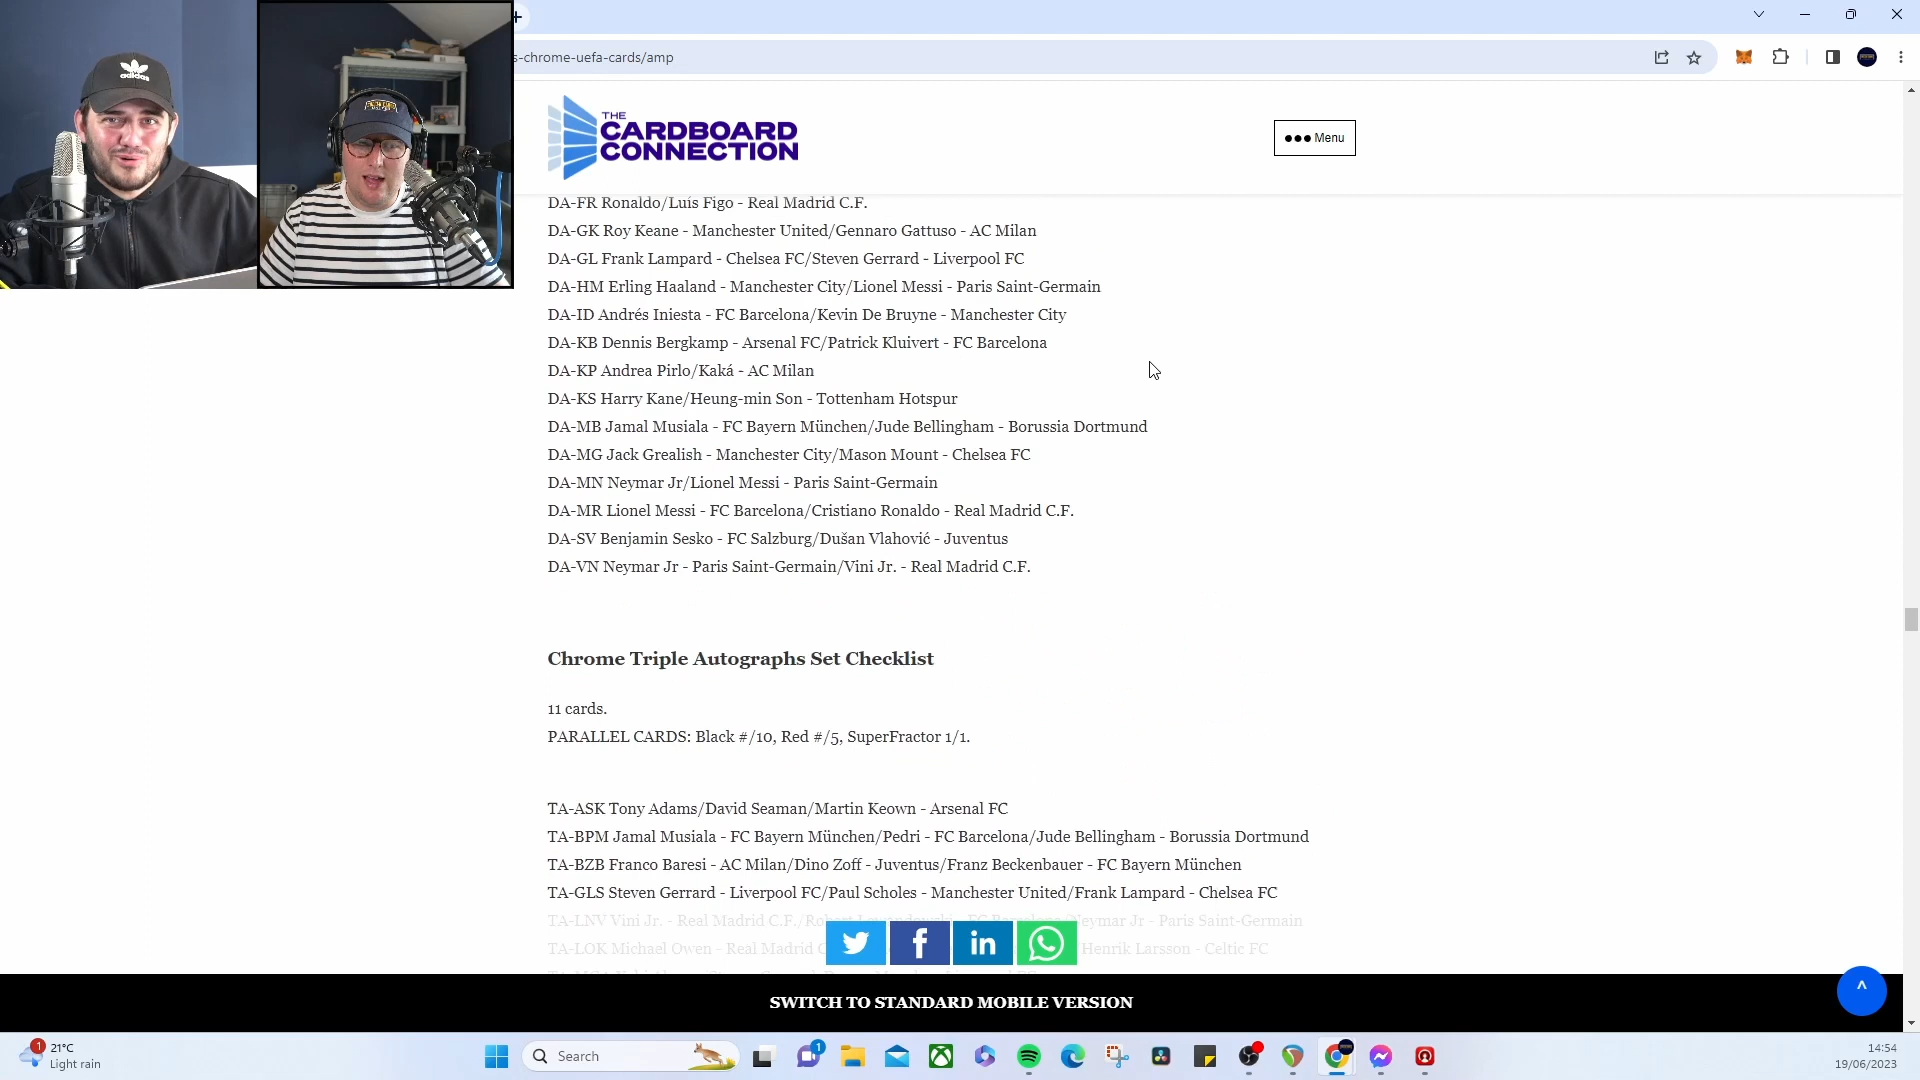 s-chrome-uefa-cards/amp
adidas
THE
CARDBOARD
CONNECTION
Menu
DA-FR Ronaldo/Luís Figo - Real Madrid C.F.
DA-GK Roy Keane - Manchester United/Gennaro Gattuso - AC Milan
DA-GL Frank Lampard - Chelsea FC/Steven Gerrard - Liverpool FC
DA-HM Erling Haaland - Manchester City/Lionel Messi - Paris Saint-Germain
DA-ID Andrés Iniesta - FC Barcelona/Kevin De Bruyne - Manchester City
DA-KB Dennis Bergkamp - Arsenal FC/Patrick Kluivert - FC Barcelona
DA-KP Andrea Pirlo/Kaká - AC Milan
DA-KS Harry Kane/Heung-min Son - Tottenham Hotspur
DA-MB Jamal Musiala - FC Bayern München/Jude Bellingham - Borussia Dortmund
DA-MG Jack Grealish - Manchester City/Mason Mount - Chelsea FC
DA-MN Neymar Jr/Lionel Messi - Paris Saint-Germain
DA-MR Lionel Messi - FC Barcelona/Cristiano Ronaldo - Real Madrid C.F.
DA-SV Benjamin Sesko - FC Salzburg/Dušan Vlahović - Juventus
DA-VN Neymar Jr - Paris Saint-Germain/Vini Jr. - Real Madrid C.F.
Chrome Triple Autographs Set Checklist
11 cards.
PARALLEL CARDS: Black #/10, Red #/5, SuperFractor 1/1.
TA-ASK Tony Adams/David Seaman/Martin Keown - Arsenal FC
TA-BPM Jamal Musiala - FC Bayern München/Pedri - FC Barcelona/Jude Bellingham - Borussia Dortmund
TA-BZB Franco Baresi - AC Milan/Dino Zoff - Juventus/Franz Beckenbauer - FC Bayern München
TA-GLS Steven Gerrard - Liverpool FC/Paul Scholes - Manchester United/Frank Lampard - Chelsea FC
TA-LNV Vini Jr. - Real Madrid C.F./ Neymar Jr - Paris Saint-Germain
TA-LOK Michael Owen - Real Madrid Henrik Larsson - Celtic FC
SWITCH TO STANDARD MOBILE VERSION
1
21°C
Light rain
Search
1
14:54
19/06/2023